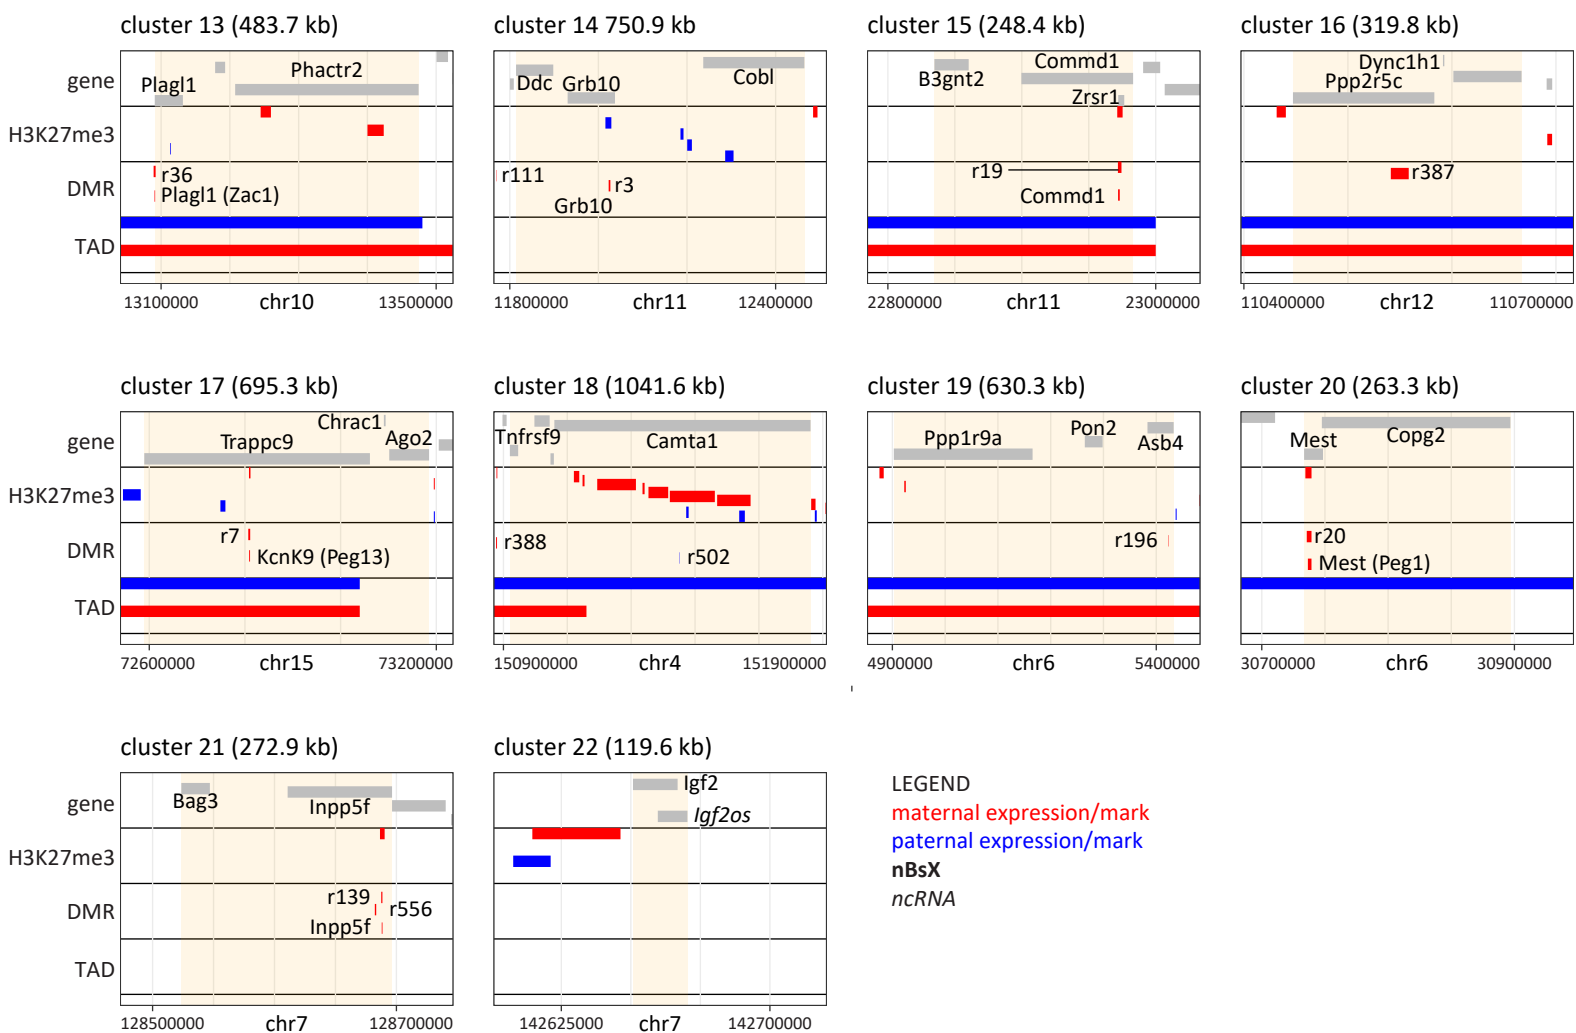 cluster 13 (483.7 kb)
cluster 14 750.9 kb
cluster 15 (248.4 kb)
cluster 16 (319.8 kb)
gene
H3K27me3
DMR
TAD
Plagl1
Phactr2
r36
Plagl1 (Zac1)
13100000
chr10
13500000
Ddc
Grb10
Cobl
r111
r3
Grb10
11800000
chr11
12400000
B3gnt2
Commd1
Zrsr1
r19
Commd1
22800000
chr11
23000000
Dync1h1
Ppp2r5c
r387
110400000
chr12
110700000
cluster 17 (695.3 kb)
cluster 18 (1041.6 kb)
cluster 19 (630.3 kb)
cluster 20 (263.3 kb)
gene
H3K27me3
DMR
TAD
Chrac1
Trappc9
Ago2
r7
KcnK9 (Peg13)
72600000
chr15
73200000
Tnfrsf9
Camta1
r388
r502
150900000
chr4
151900000
Ppp1r9a
Pon2
Asb4
r196
4900000
chr6
5400000
Mest
Copg2
r20
Mest (Peg1)
30700000
chr6
30900000
cluster 21 (272.9 kb)
cluster 22 (119.6 kb)
gene
H3K27me3
DMR
TAD
Bag3
Inpp5f
r139
r556
Inpp5f
128500000
chr7
128700000
Igf2
Igf2os
142625000
chr7
142700000
LEGEND
maternal expression/mark
paternal expression/mark
nBsX
ncRNA